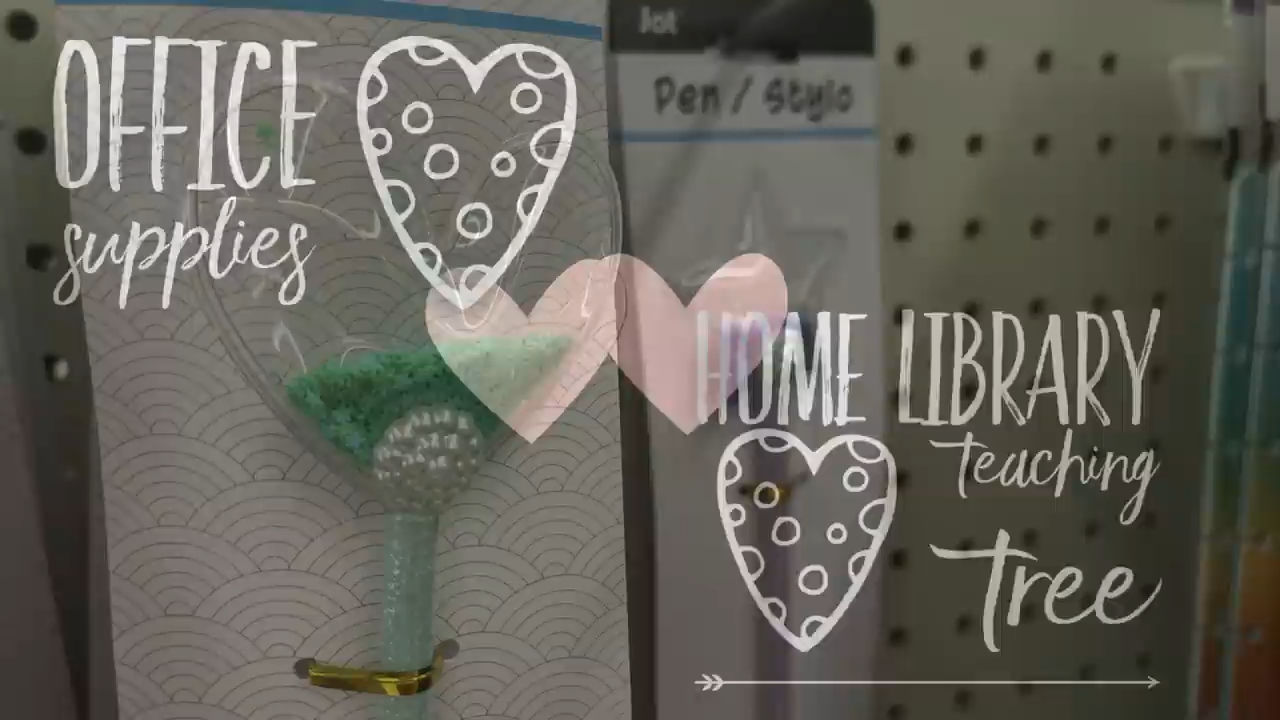 OFFICE
supplies
jot
Pen / Stylo
HOME LIBRARY
Teaching
Tree